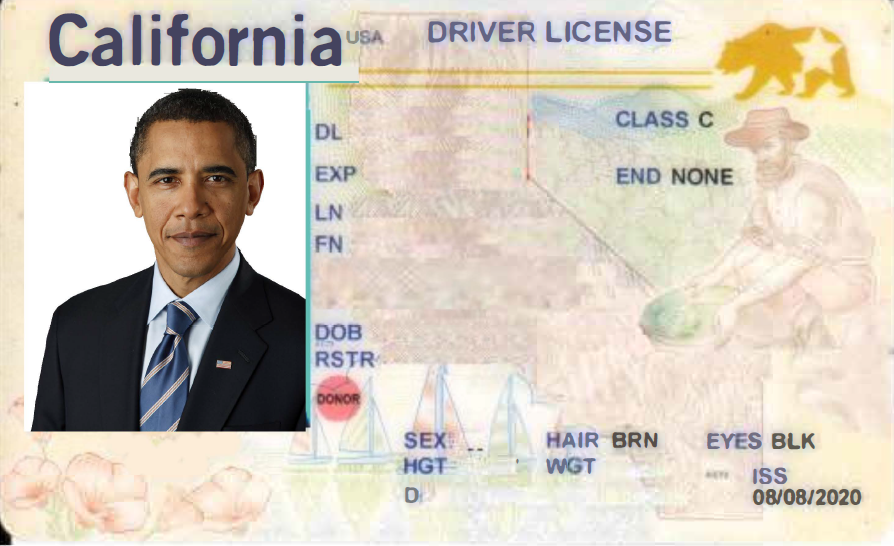 California USA DRIVER LICENSE
DL
CLASS C
EXP
END NONE
LN
FN
DOB
RSTR
DONOR
SEX
HAIR BRN
EYES BLK
HGT
WGT
ISS
D
08/08/2020